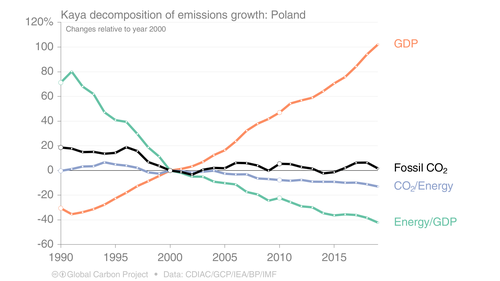 Kaya decomposition of emissions growth: Poland
Changes relative to year 2000
120%
100
80
60
40
20
0
-20
-40
-60
1990
1995
2000
2005
2010
2015
GDP
Fossil CO₂
CO₂/Energy
Energy/GDP
Global Carbon Project • Data: CDIAC/GCP/IEA/BP/IMF